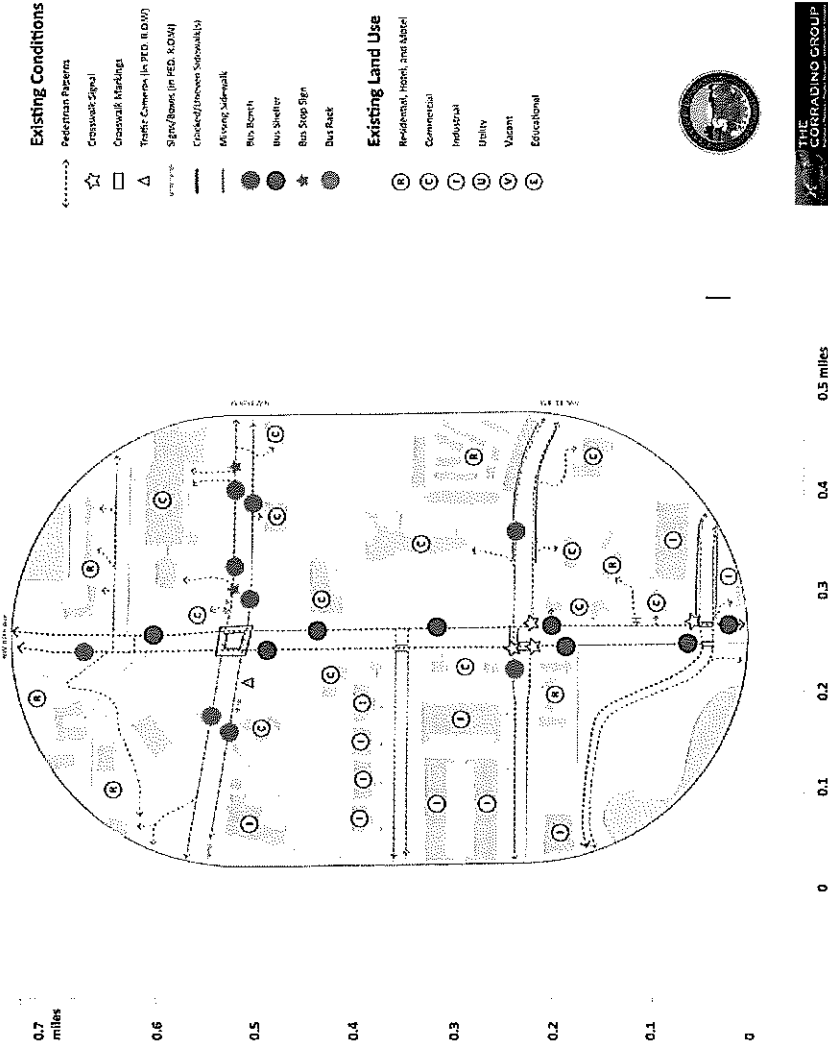 Existing Conditions
Pedestrian Patterns
Crosswalk Signal
Crosswalk Markings
Traffic Cameras (in PED. R.O.W)
Signs/Boxes (in PED. R.O.W)
Cracked/Uneven Sidewalk(s)
Missing Sidewalk
Bus Bench
Bus Shelter
Bus Stop Sign
Bus Rack
Existing Land Use
R Residential, Hotel, and Motel
C Commercial
I Industrial
U Utility
V Vacant
E Educational
THE
CORRADINO GROUP
0.7
miles
0.6
0.5
0.4
0.3
0.2
0.1
0
0
0.1
0.2
0.3
0.4
0.5 miles
R
R
R
C
C
C
C
C
C
C
C
C
C
R
C
C
C
R
C
C
R
I
I
I
I
I
I
I
I
I
I
I